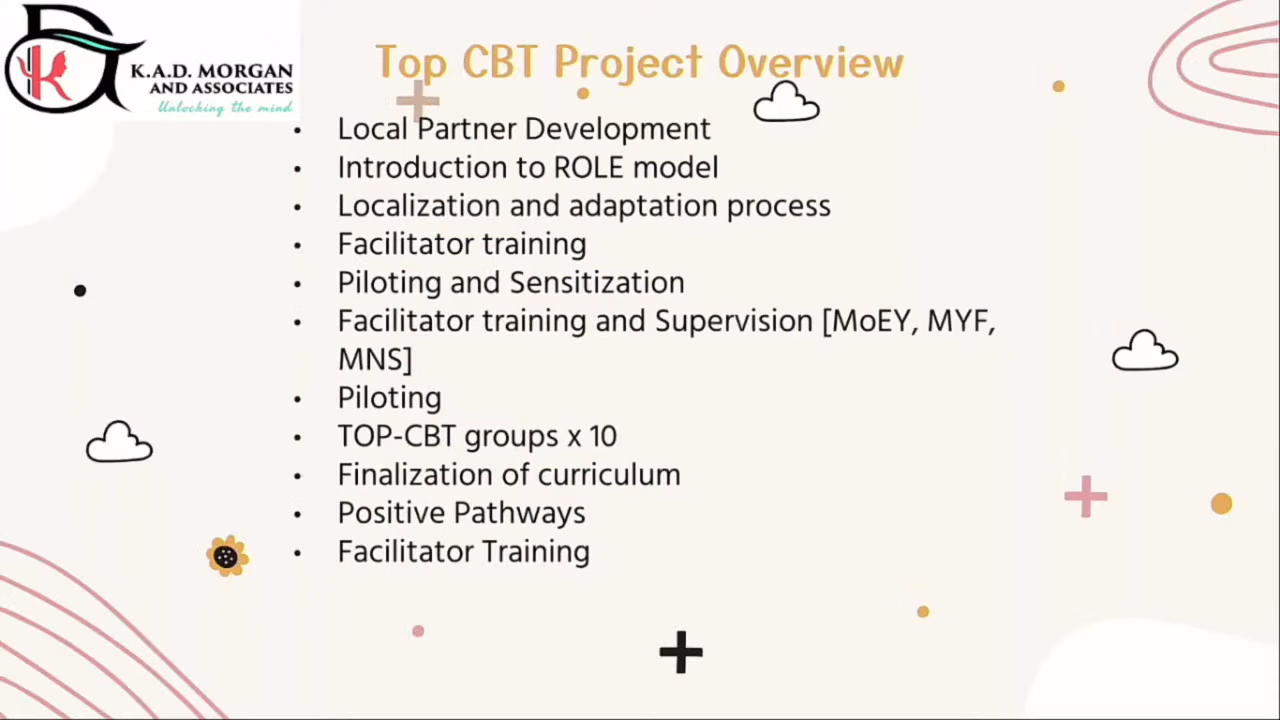 K.A.D. MORGAN
AND ASSOCIATES
Unlocking the mind
Top CBT Project Overview
• Local Partner Development
• Introduction to ROLE model
• Localization and adaptation process
• Facilitator training
• Piloting and Sensitization
• Facilitator training and Supervision [MoEY, MYF,
MNS]
• Piloting
• TOP-CBT groups x 10
• Finalization of curriculum
• Positive Pathways
• Facilitator Training